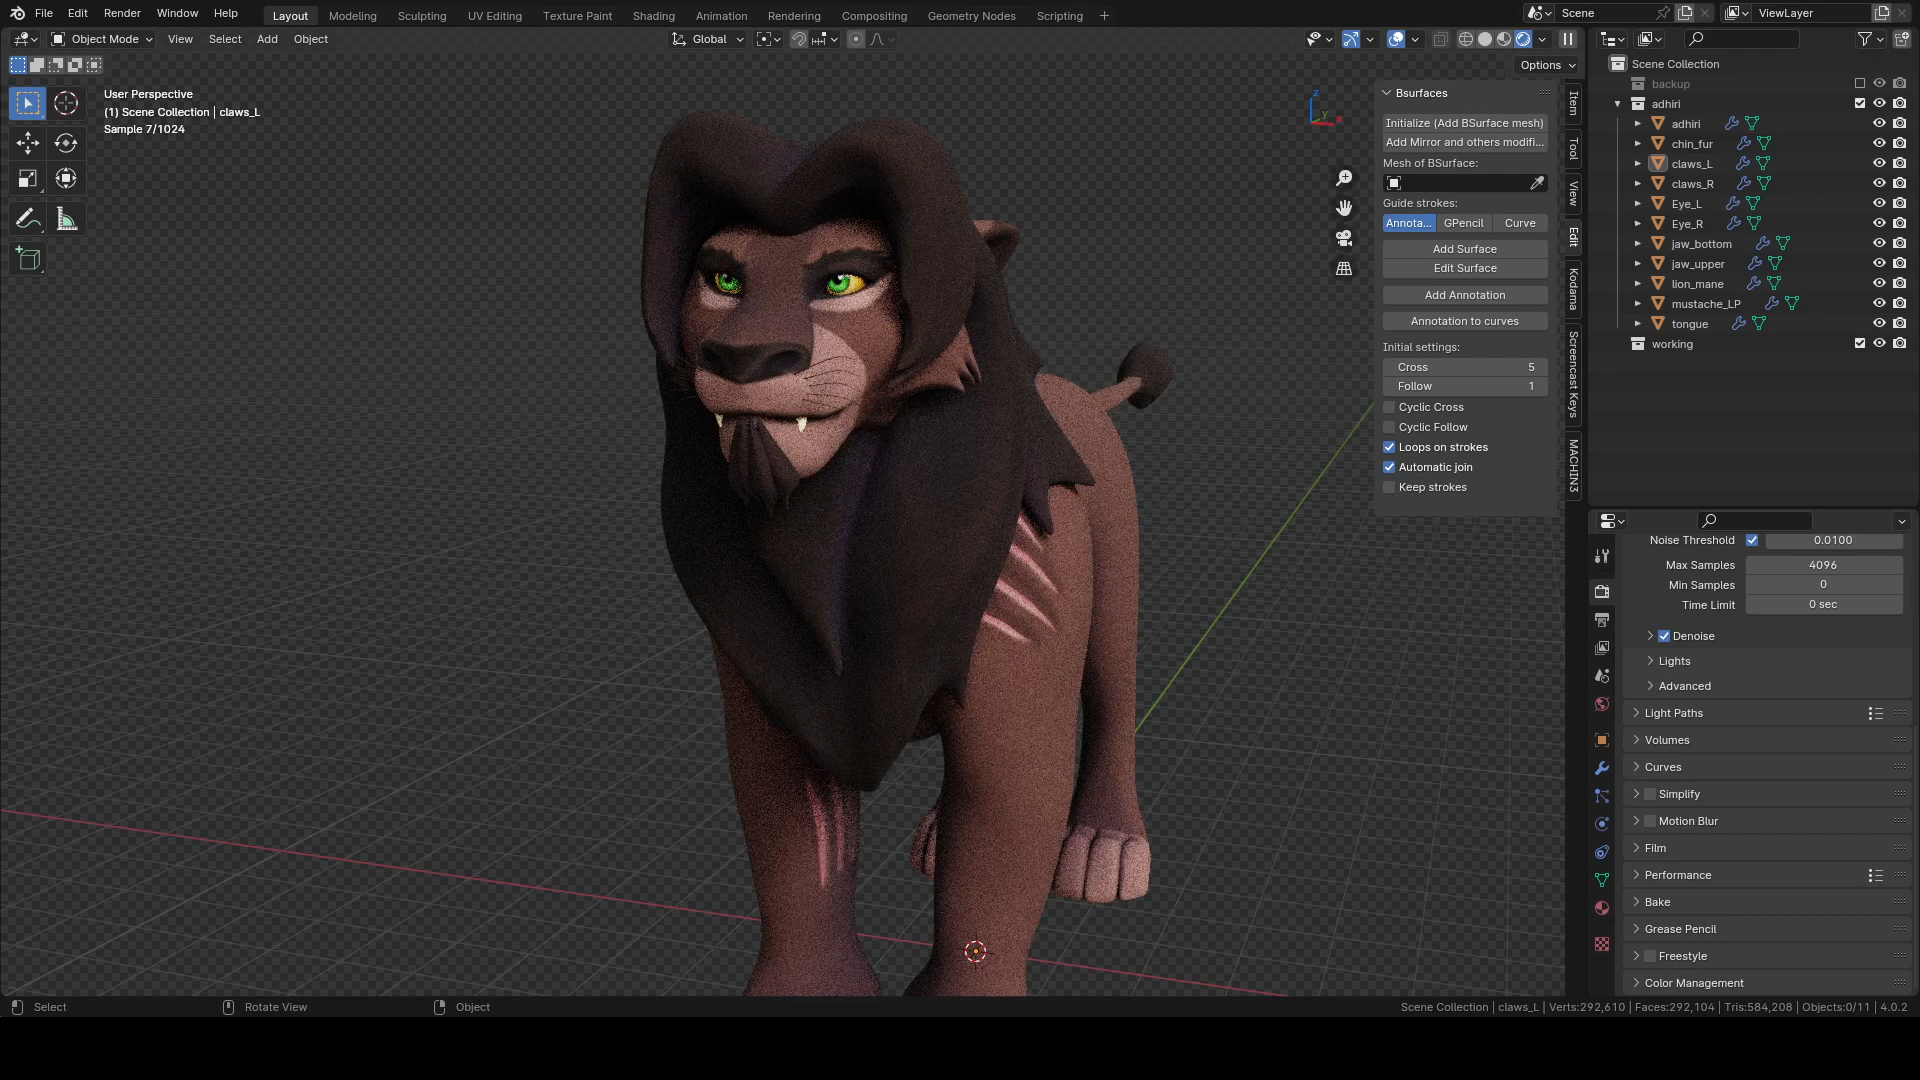 File Edit Render Window Help Layout Modeling Sculpting UV Editing Texture Paint Shading Animation Rendering Compositing Geometry Nodes Scripting + Scene ViewLayer
Object Mode View Select Add Object Global
Options
User Perspective
(1) Scene Collection | claws_L
Sample 7/1024
Z
Y
X
Bsurfaces
Initialize (Add BSurface mesh)
Add Mirror and others modifi...
Mesh of BSurface:
Guide strokes:
Annota... GPencil Curve
Add Surface
Edit Surface
Add Annotation
Annotation to curves
Initial settings:
Cross 5
Follow 1
Cyclic Cross
Cyclic Follow
Loops on strokes
Automatic join
Keep strokes
Item
Tool
View
Edit
Kodama
Screencast Keys
MACHIN3
Scene Collection
backup
adhiri
adhiri
chin_fur
claws_L
claws_R
Eye_L
Eye_R
jaw_bottom
jaw_upper
lion_mane
mustache_LP
tongue
working
Noise Threshold 0.0100
Max Samples 4096
Min Samples 0
Time Limit 0 sec
Denoise
Lights
Advanced
Light Paths
Volumes
Curves
Simplify
Motion Blur
Film
Performance
Bake
Grease Pencil
Freestyle
Color Management
Select Rotate View Object Scene Collection | claws_L | Verts:292,610 | Faces:292,104 | Tris:584,208 | Objects:0/11 | 4.0.2